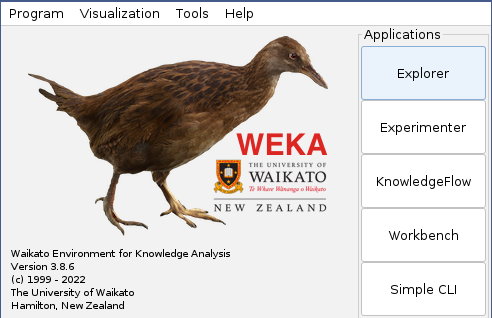 Program Visualization Tools Help
Applications
Explorer
Experimenter
KnowledgeFlow
Workbench
Simple CLI
WEKA
THE UNIVERSITY OF
WAIKATO
Te Whare Wānanga o Waikato
NEW ZEALAND
Waikato Environment for Knowledge Analysis
Version 3.8.6
(c) 1999 - 2022
The University of Waikato
Hamilton, New Zealand